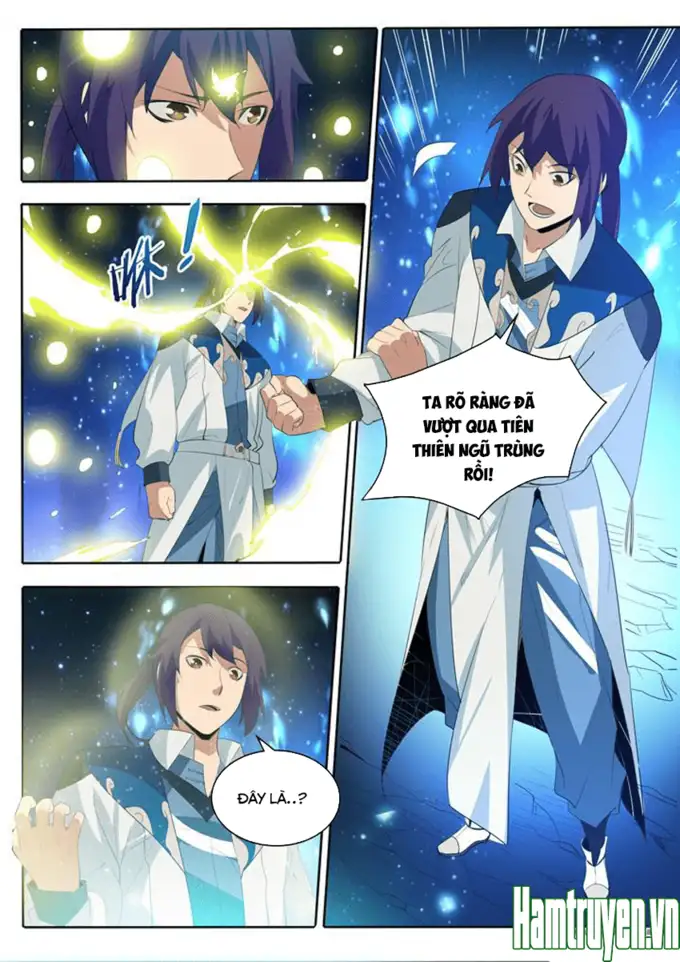 咻!
ĐÂY LÀ..?
TA RÕ RÀNG ĐÃ
VƯỢT QUA TIÊN
THIÊN NGŨ TRÙNG
RỒI!
Hamtruyen.vn